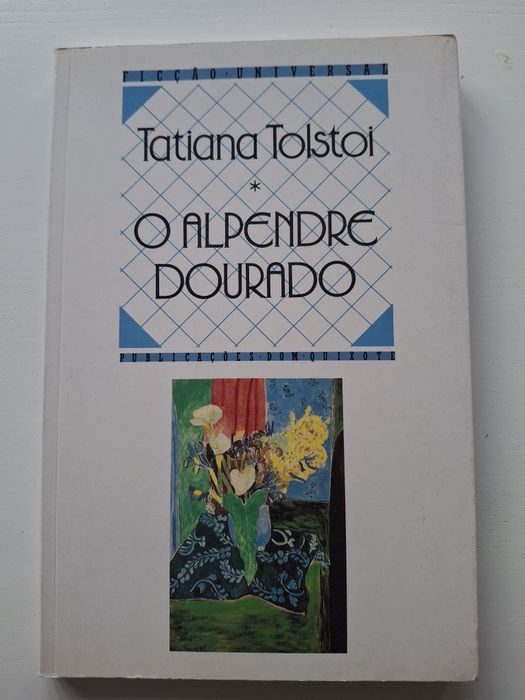 FICÇÃO·UNIVERSAL
Tatiana Tolstoi
*
O ALPENDRE
DOURADO
PUBLICAÇÕES·DOM·QUIXOTE